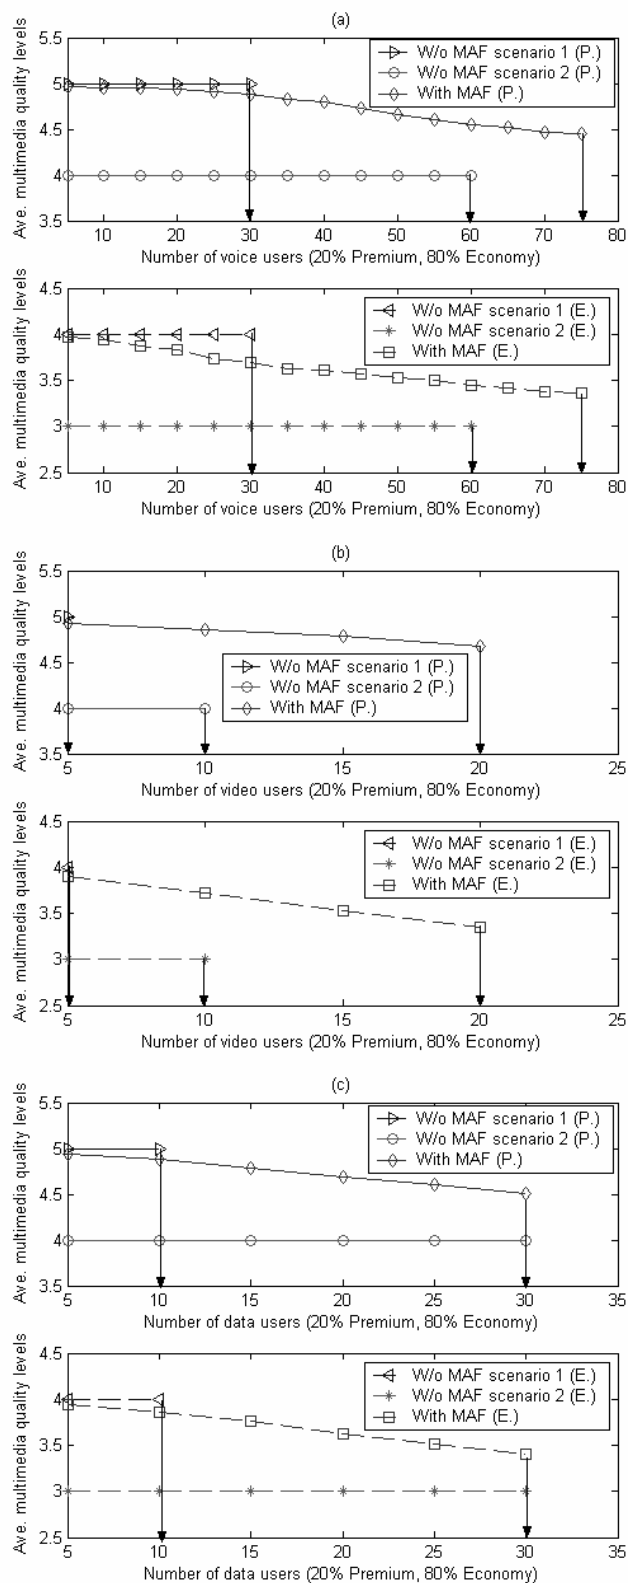 (a)
5.5
5
4.5
4
3.5
Ave. multimedia quality levels
W/o MAF scenario 1 (P.)
W/o MAF scenario 2 (P.)
With MAF (P.)
10 20 30 40 50 60 70 80
Number of voice users (20% Premium, 80% Economy)
4.5
4
3.5
3
2.5
Ave. multimedia quality levels
W/o MAF scenario 1 (E.)
W/o MAF scenario 2 (E.)
With MAF (E.)
10 20 30 40 50 60 70 80
Number of voice users (20% Premium, 80% Economy)
(b)
5.5
5
4.5
4
3.5
Ave. multimedia quality levels
W/o MAF scenario 1 (P.)
W/o MAF scenario 2 (P.)
With MAF (P.)
5 10 15 20 25
Number of video users (20% Premium, 80% Economy)
4.5
4
3.5
3
2.5
Ave. multimedia quality levels
W/o MAF scenario 1 (E.)
W/o MAF scenario 2 (E.)
With MAF (E.)
5 10 15 20 25
Number of video users (20% Premium, 80% Economy)
(c)
5.5
5
4.5
4
3.5
Ave. multimedia quality levels
W/o MAF scenario 1 (P.)
W/o MAF scenario 2 (P.)
With MAF (P.)
5 10 15 20 25 30 35
Number of data users (20% Premium, 80% Economy)
4.5
4
3.5
3
2.5
Ave. multimedia quality levels
W/o MAF scenario 1 (E.)
W/o MAF scenario 2 (E.)
With MAF (E.)
5 10 15 20 25 30 35
Number of data users (20% Premium, 80% Economy)